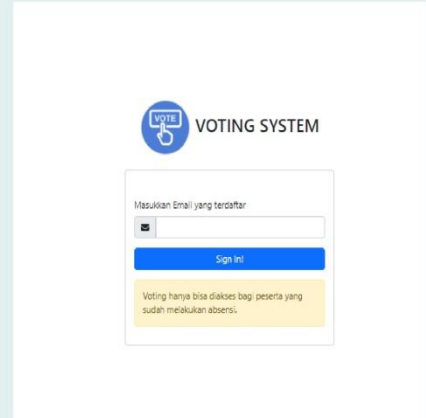 VOTE
VOTING SYSTEM
Masukkan Email yang terdaftar
Sign In!
Voting hanya bisa diakses bagi peserta yang
sudah melakukan absensi.